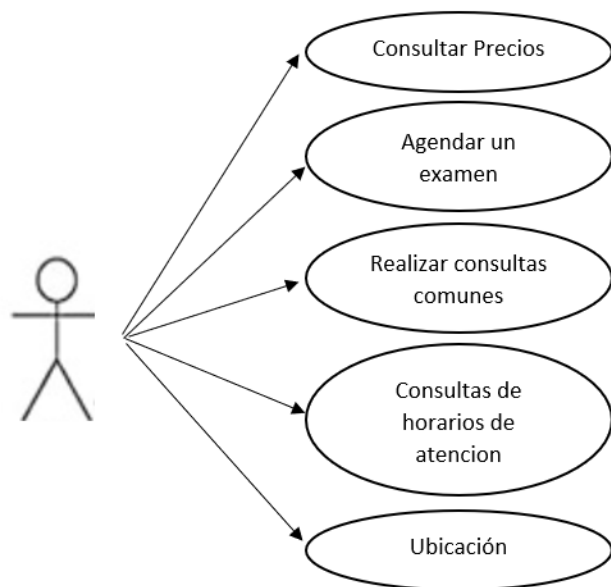 Consultar Precios
Agendar un
examen
Realizar consultas
comunes
Consultas de
horarios de
atencion
Ubicación